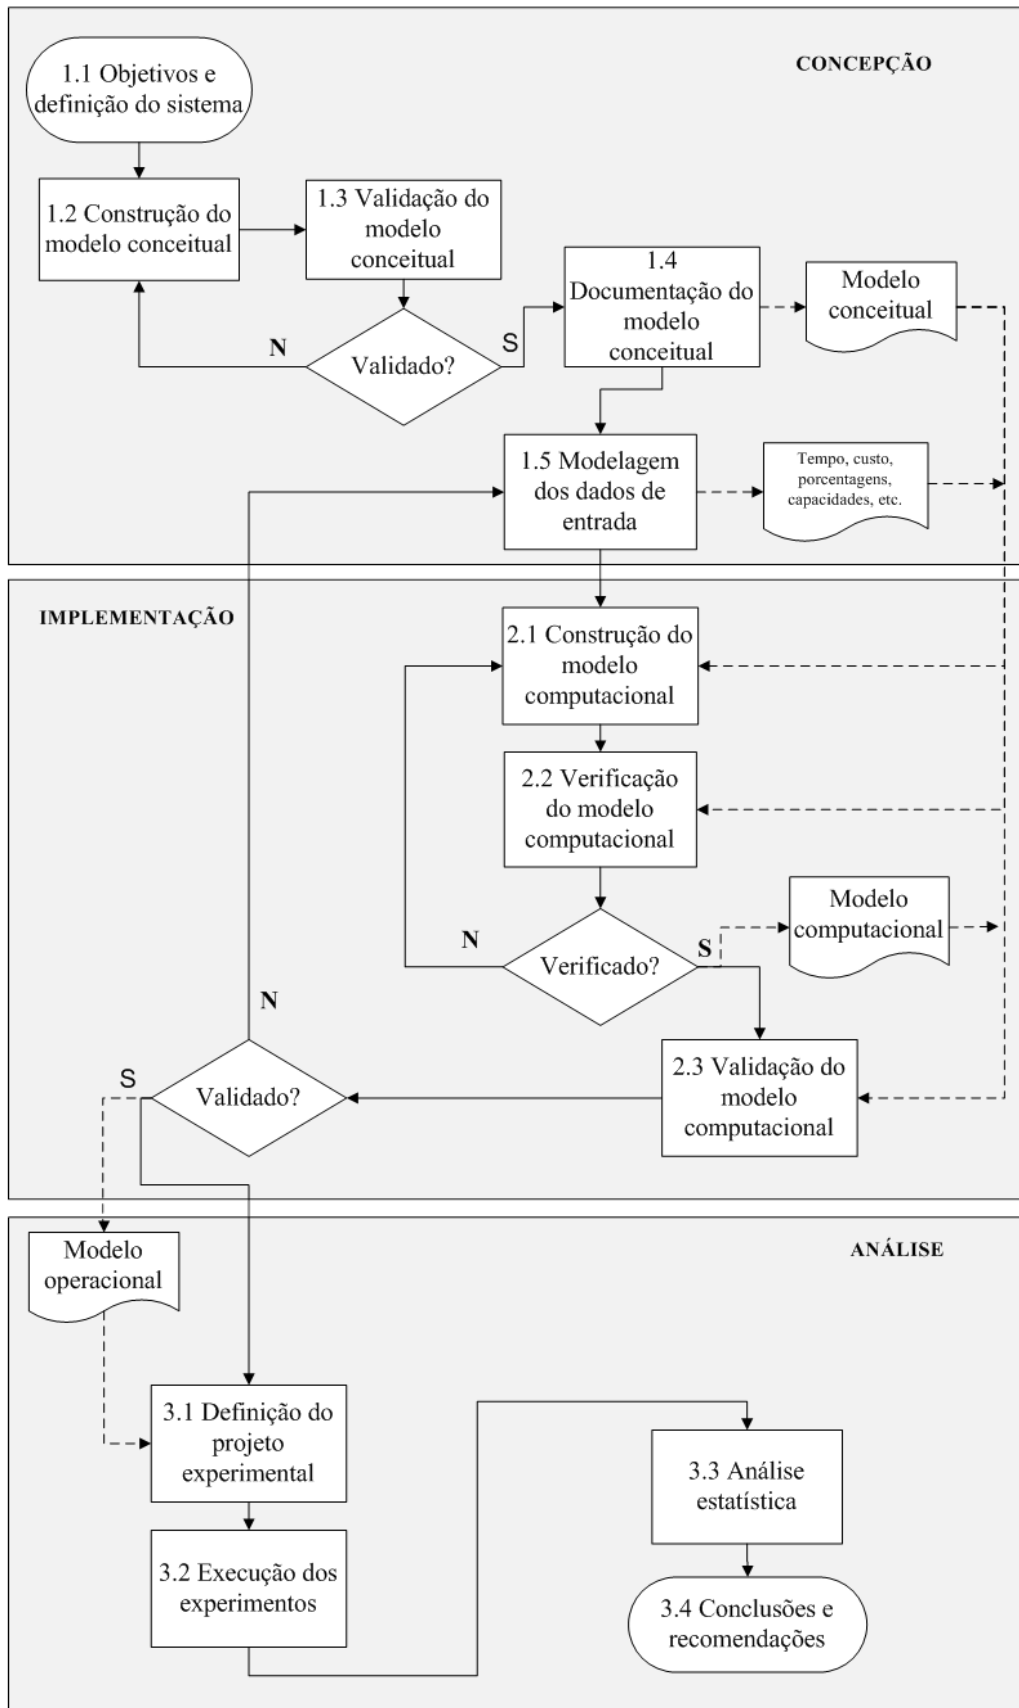 CONCEPÇÃO
1.1 Objetivos e
definição do sistema
1.2 Construção do
modelo conceitual
1.3 Validação do
modelo
conceitual
1.4
Documentação do
modelo
conceitual
Modelo
conceitual
N
Validado?
S
1.5 Modelagem
dos dados de
entrada
Tempo, custo,
porcentagens,
capacidades, etc.
IMPLEMENTAÇÃO
2.1 Construção do
modelo
computacional
2.2 Verificação
do modelo
computacional
Modelo
computacional
N
Verificado?
S
N
2.3 Validação do
modelo
computacional
S
Validado?
ANÁLISE
Modelo
operacional
3.1 Definição do
projeto
experimental
3.2 Execução dos
experimentos
3.3 Análise
estatística
3.4 Conclusões e
recomendações